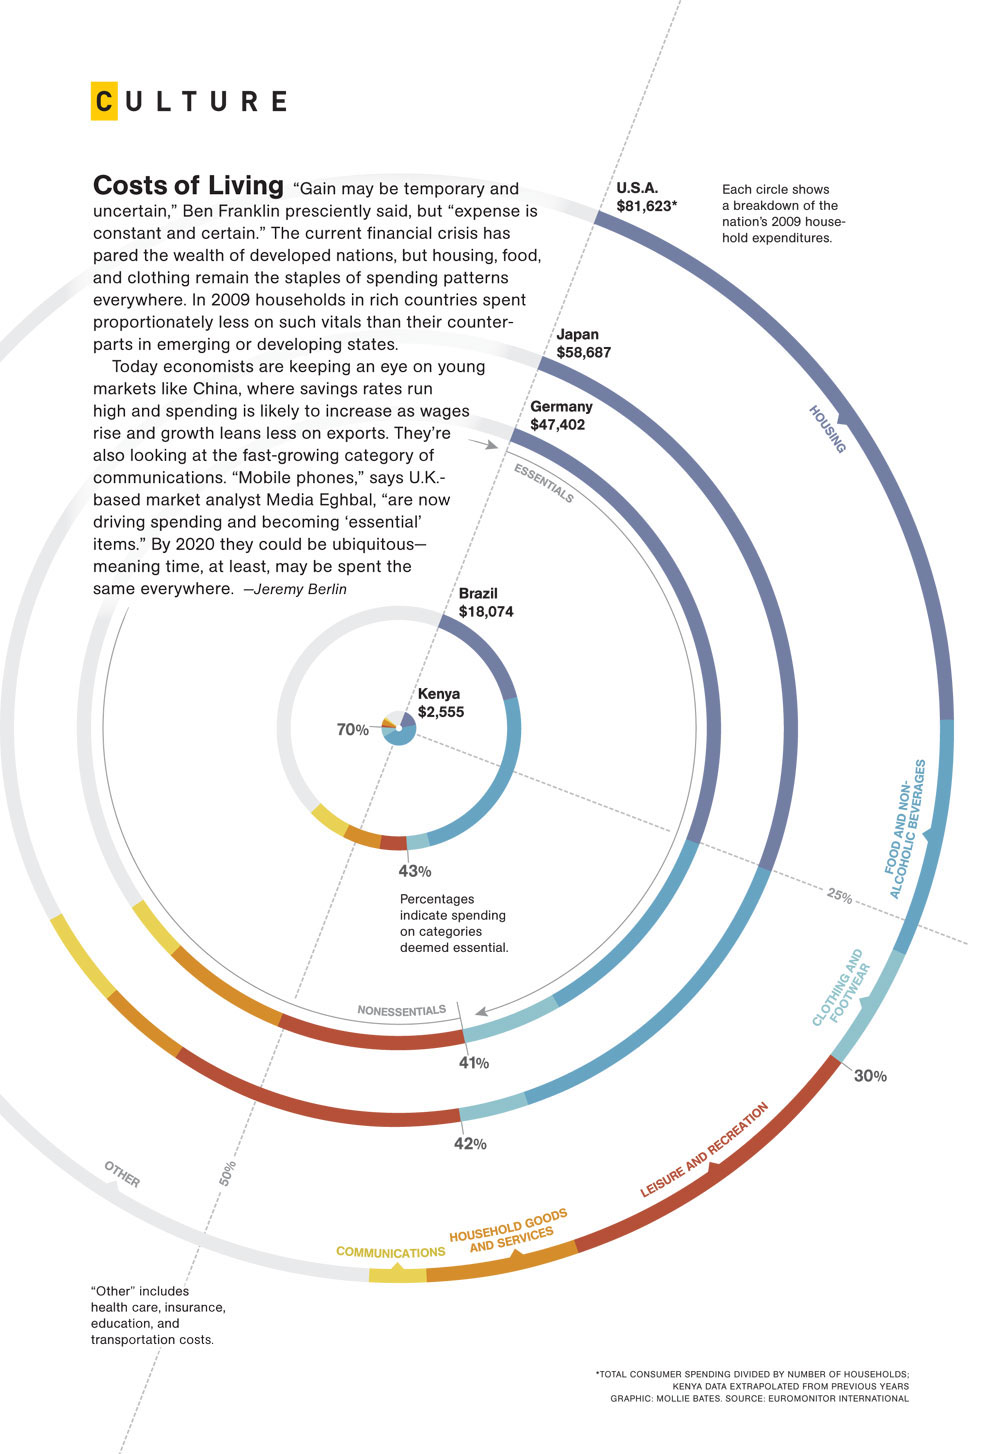 CULTURE
Costs of Living “Gain may be temporary and
uncertain,” Ben Franklin presciently said, but “expense is
constant and certain.” The current financial crisis has
pared the wealth of developed nations, but housing, food,
and clothing remain the staples of spending patterns
everywhere. In 2009 households in rich countries spent
proportionately less on such vitals than their counter-
parts in emerging or developing states.
Today economists are keeping an eye on young
markets like China, where savings rates run
high and spending is likely to increase as wages
rise and growth leans less on exports. They’re
also looking at the fast-growing category of
communications. “Mobile phones,” says U.K.-
based market analyst Media Eghbal, “are now
driving spending and becoming ‘essential’
items.” By 2020 they could be ubiquitous—
meaning time, at least, may be spent the
same everywhere. —Jeremy Berlin
U.S.A.
$81,623*
Each circle shows
a breakdown of the
nation’s 2009 house-
hold expenditures.
Japan
$58,687
Germany
$47,402
ESSENTIALS
HOUSING
Brazil
$18,074
Kenya
$2,555
70%
FOOD AND NON-
ALCOHOLIC BEVERAGES
43%
25%
Percentages
indicate spending
on categories
deemed essential.
CLOTHING AND
FOOTWEAR
NONESSENTIALS
41%
30%
42%
LEISURE AND RECREATION
OTHER
50%
HOUSEHOLD GOODS
AND SERVICES
COMMUNICATIONS
“Other” includes
health care, insurance,
education, and
transportation costs.
*TOTAL CONSUMER SPENDING DIVIDED BY NUMBER OF HOUSEHOLDS;
KENYA DATA EXTRAPOLATED FROM PREVIOUS YEARS
GRAPHIC: MOLLIE BATES. SOURCE: EUROMONITOR INTERNATIONAL